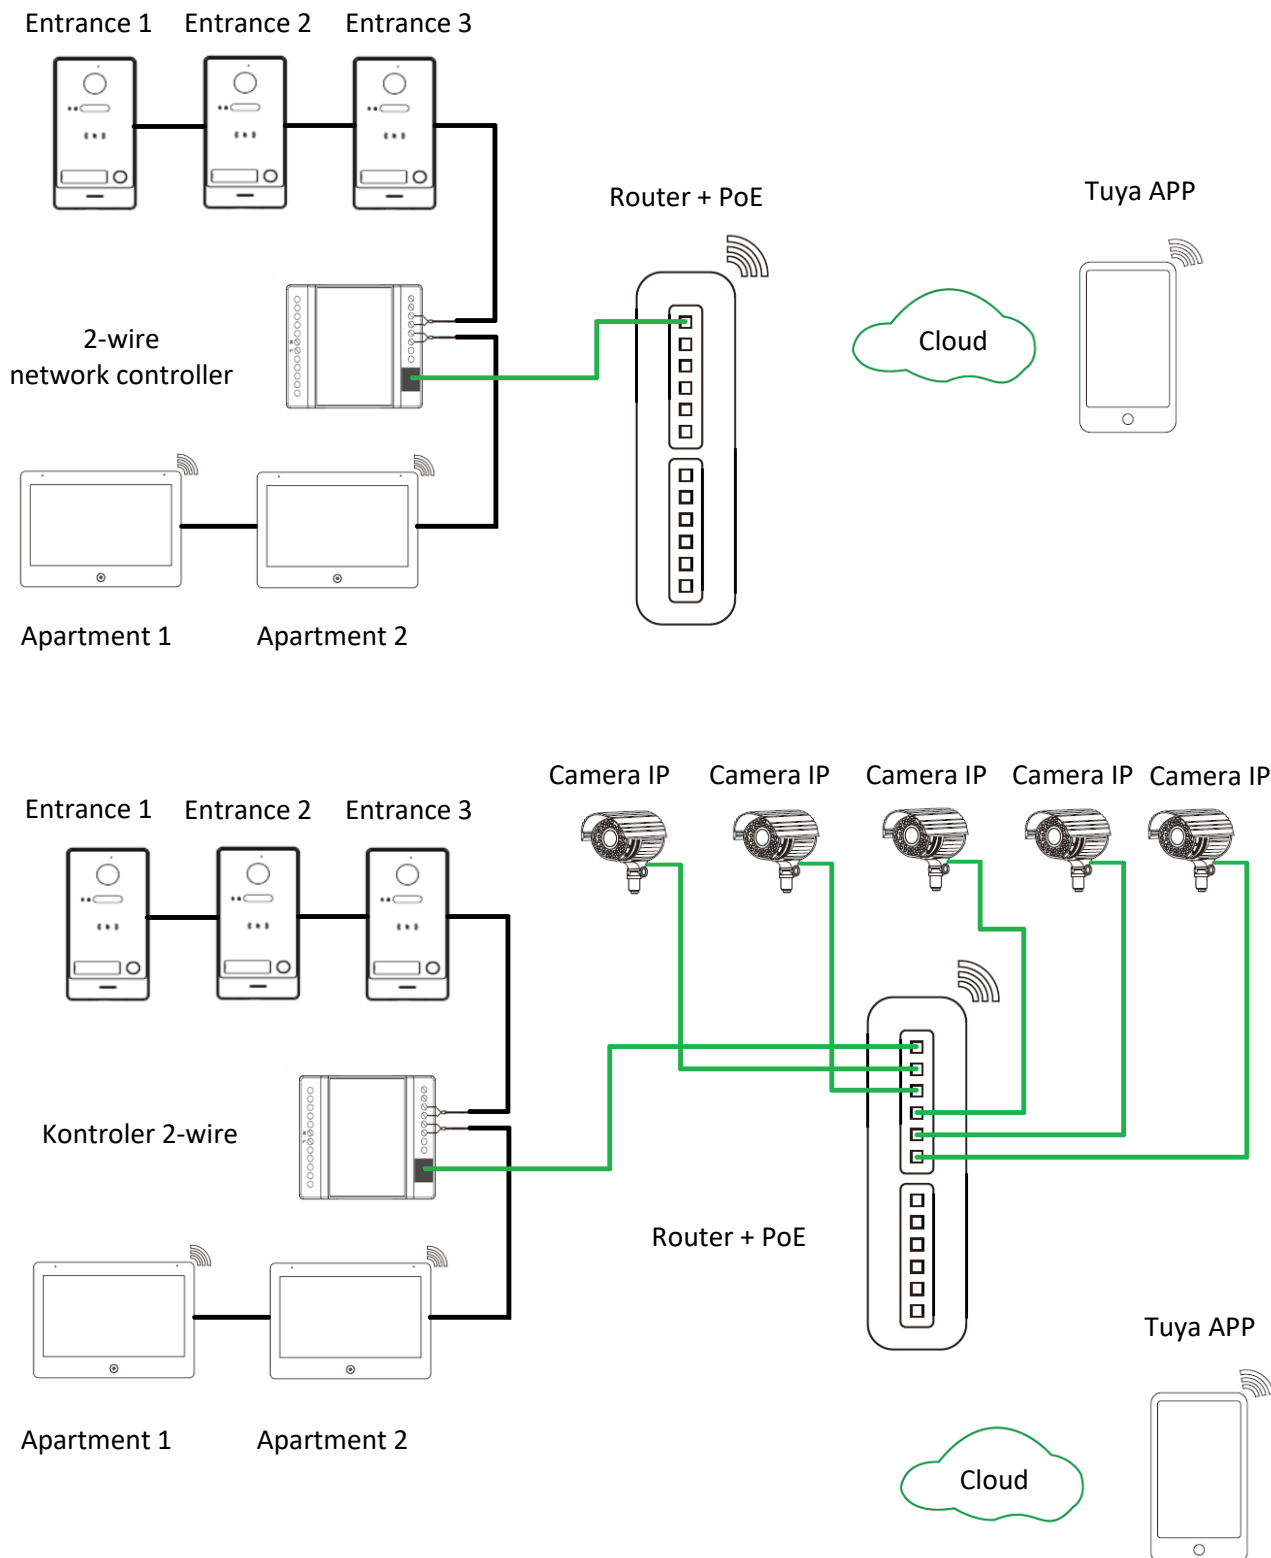 Entrance 1
Entrance 2
Entrance 3
Router + PoE
Tuya APP
2-wire
network controller
Cloud
Apartment 1
Apartment 2
Camera IP
Camera IP
Camera IP
Camera IP
Camera IP
Entrance 1
Entrance 2
Entrance 3
Kontroler 2-wire
Router + PoE
Tuya APP
Apartment 1
Apartment 2
Cloud